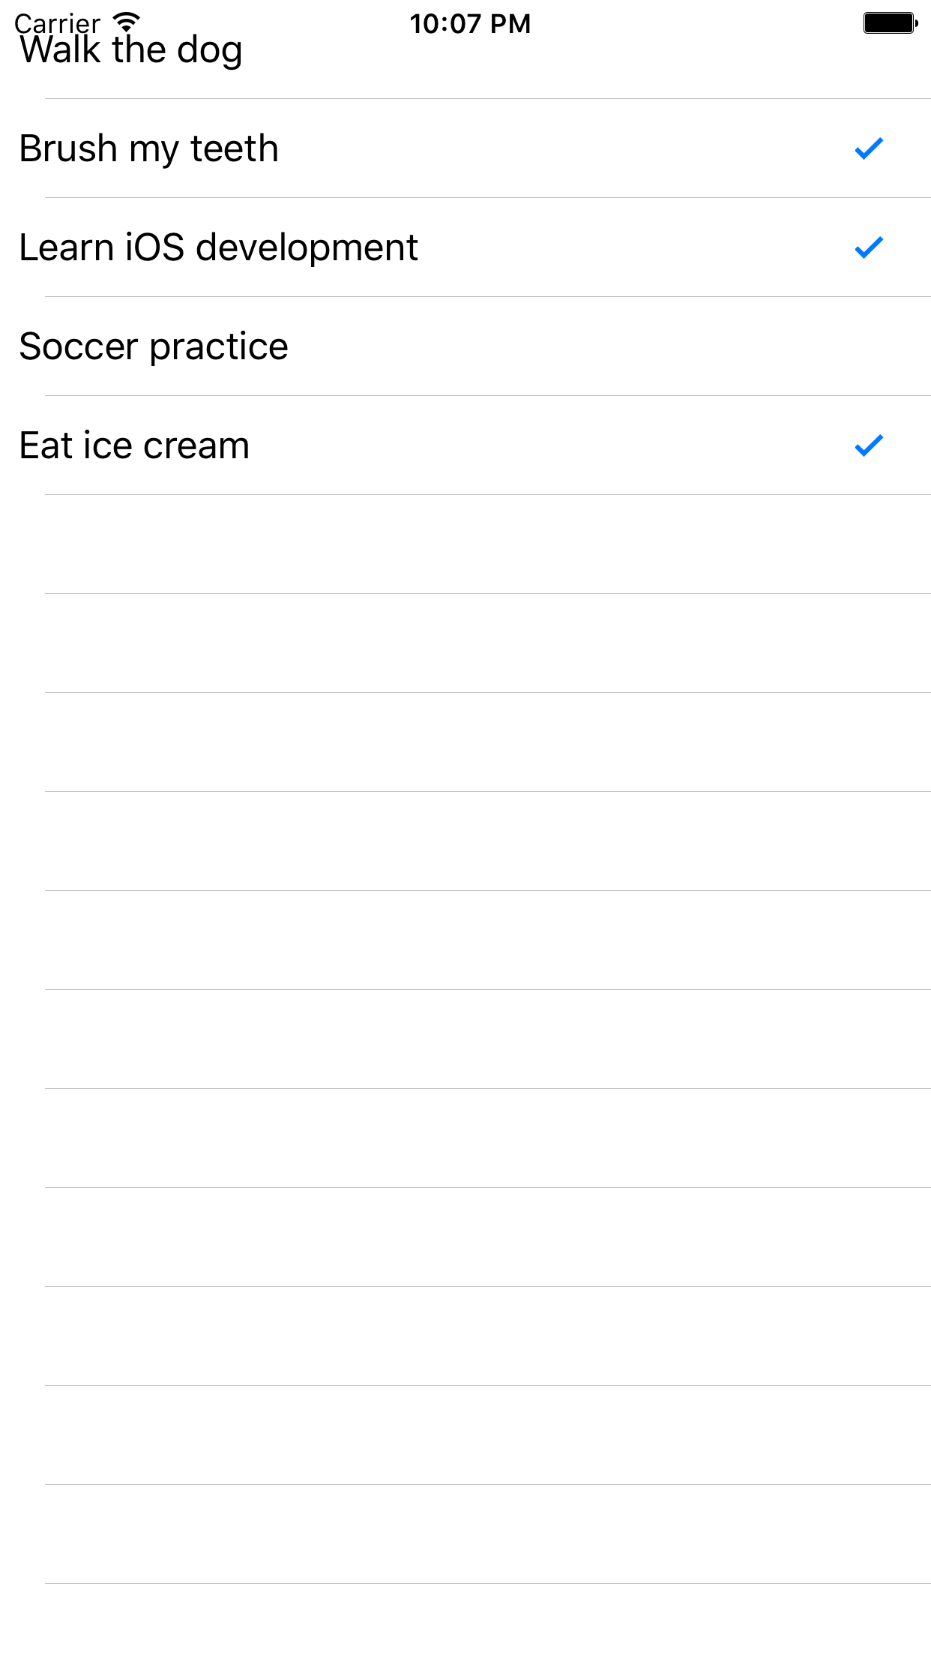 Carrier 10:07 PM
Walk the dog
Brush my teeth
Learn iOS development
Soccer practice
Eat ice cream